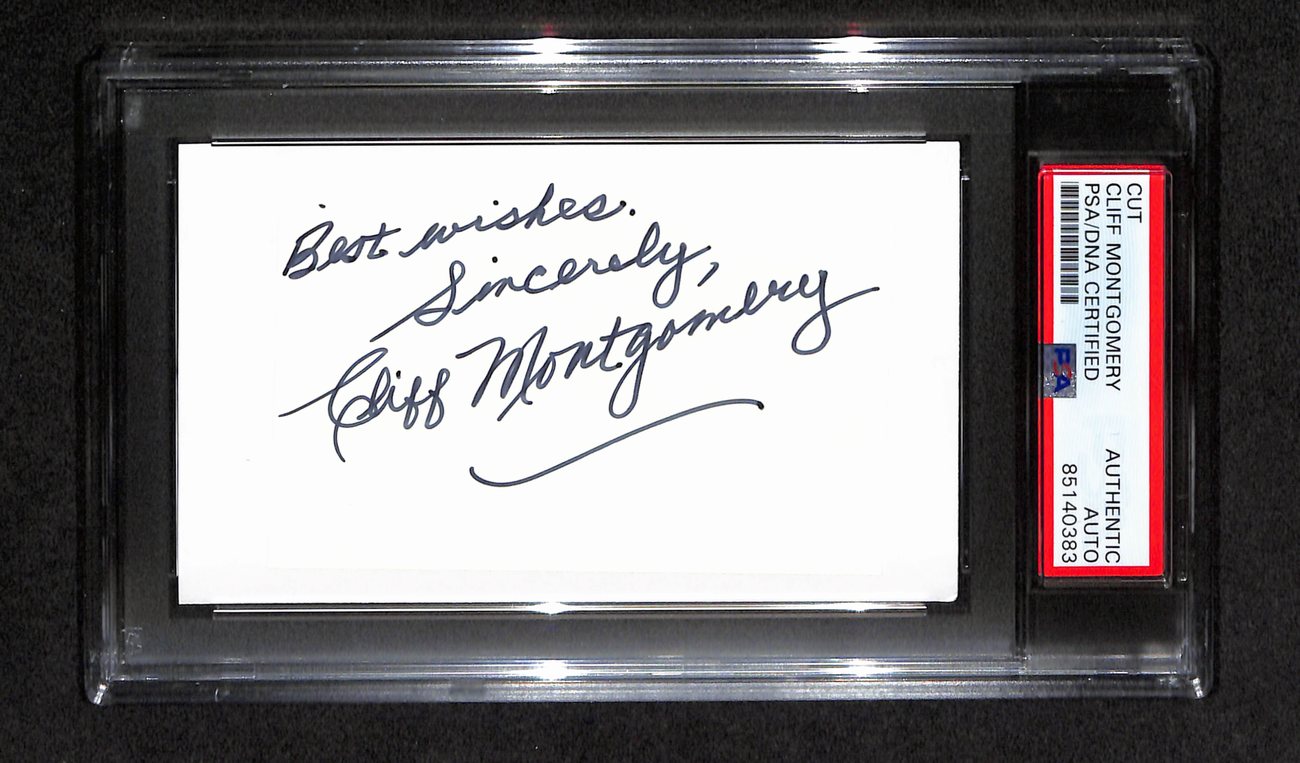 Best wishes.
Sincerely,
Cliff Montgomery
CUT
CLIFF MONTGOMERY AUTHENTIC
PSA/DNA CERTIFIED AUTO
85140383
PSA